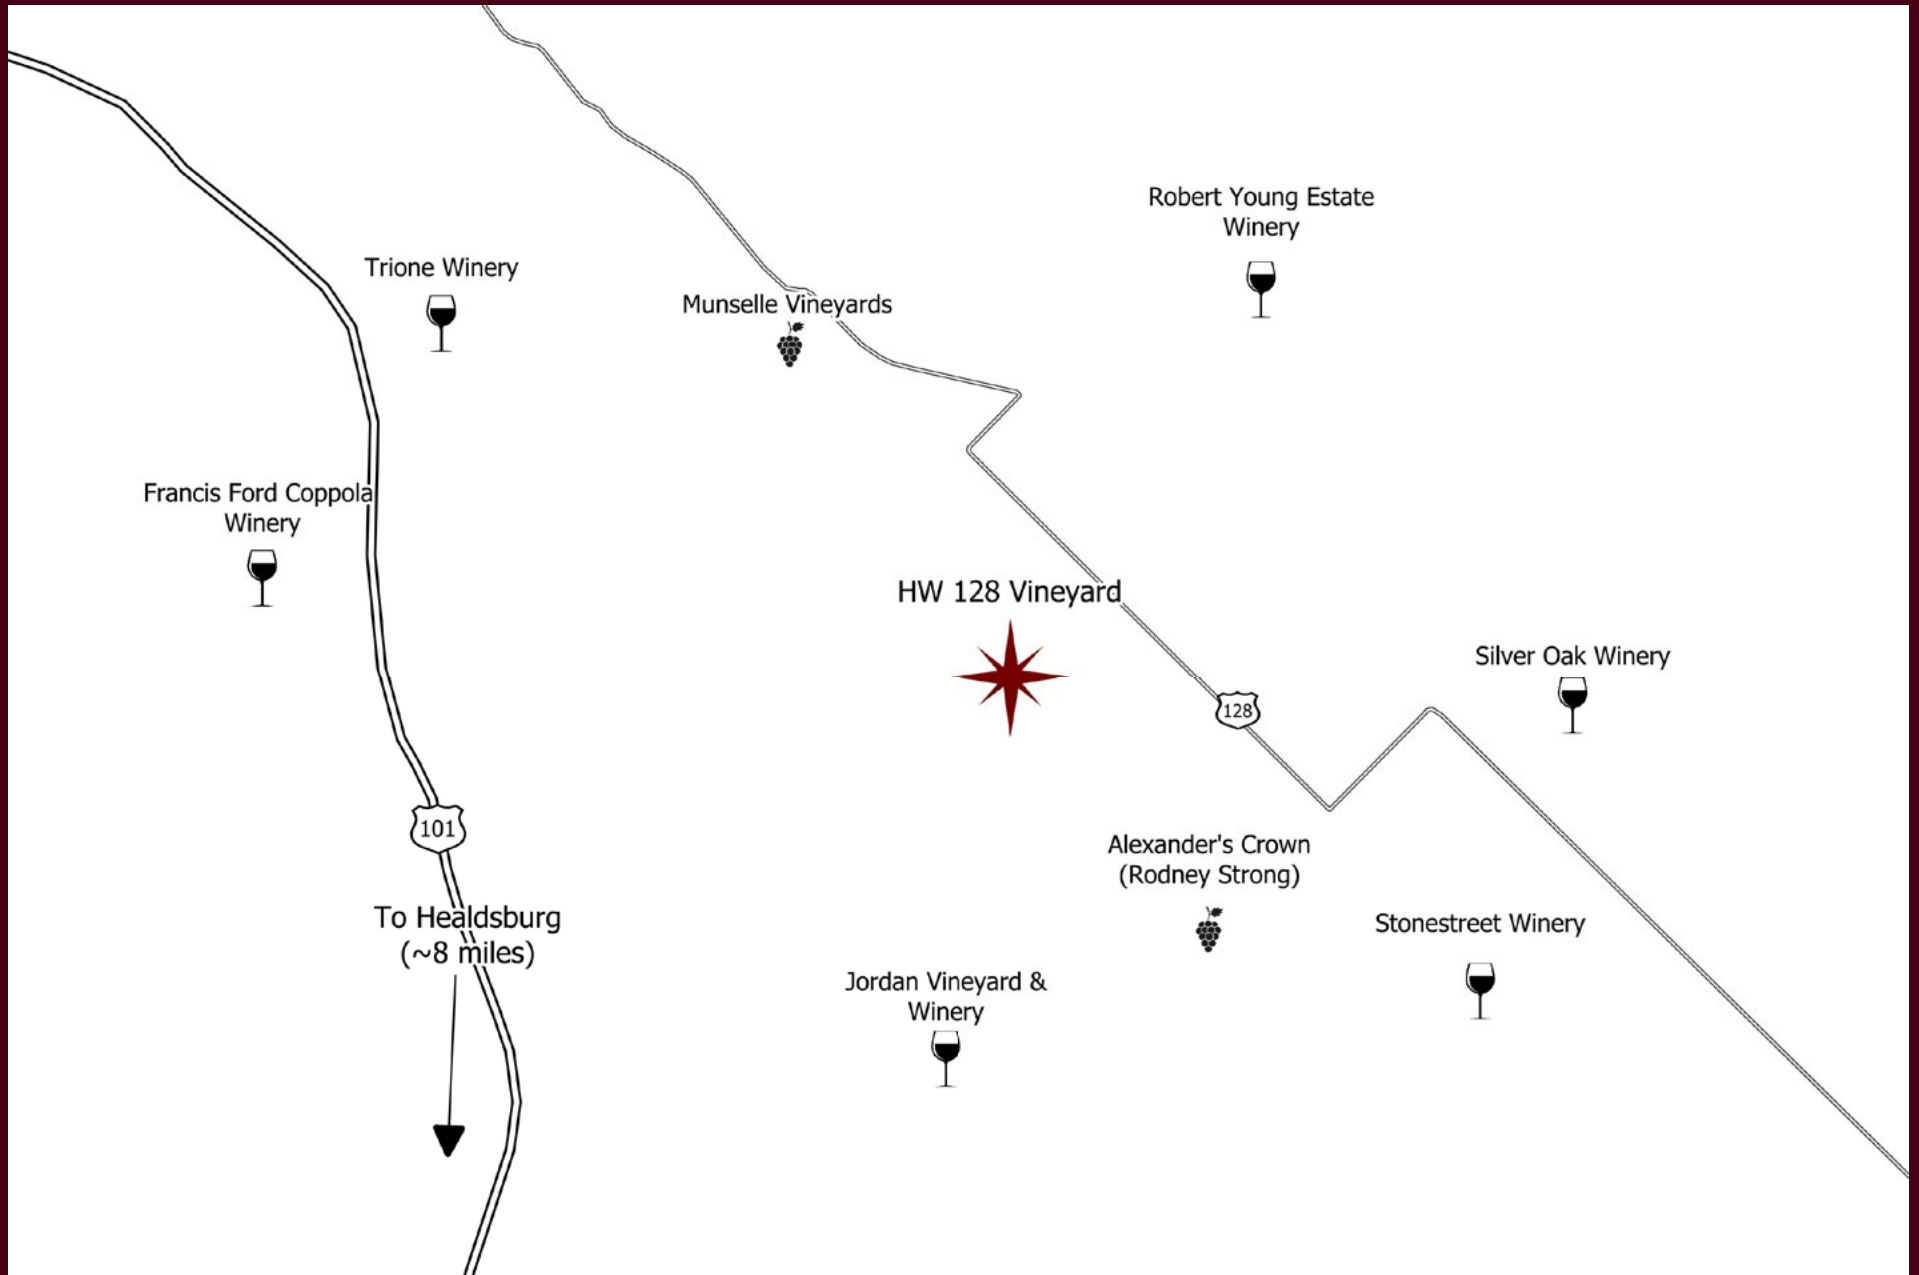 Robert Young Estate
Winery
Trione Winery
Munselle Vineyards
Francis Ford Coppola
Winery
HW 128 Vineyard
Silver Oak Winery
128
101
Alexander's Crown
(Rodney Strong)
To Healdsburg
(~8 miles)
Stonestreet Winery
Jordan Vineyard &
Winery